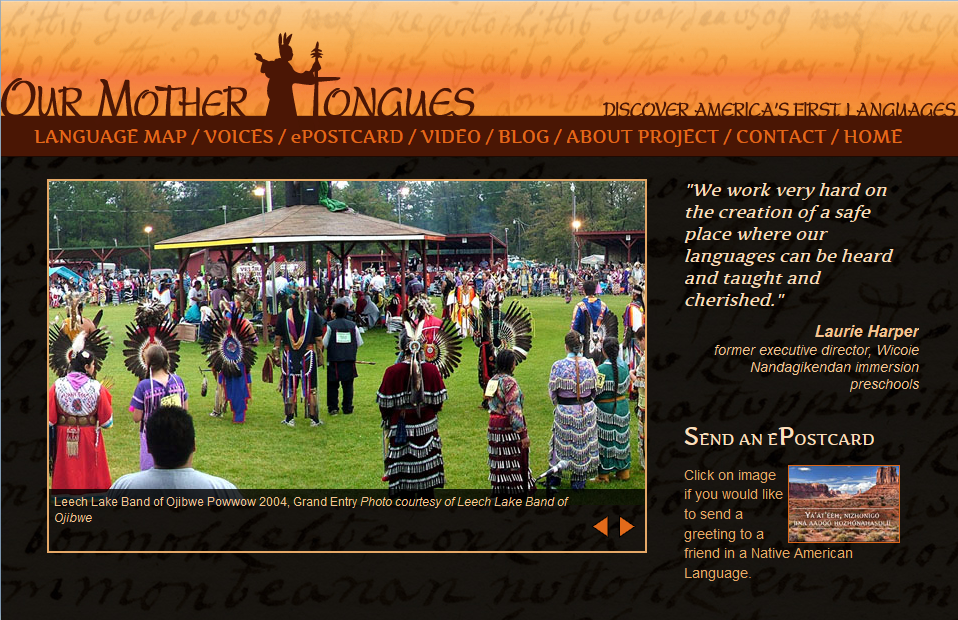 OUR MOTHER TONGUES
DISCOVER AMERICA'S FIRST LANGUAGES
LANGUAGE MAP / VOICES / ePOSTCARD / VIDEO / BLOG / ABOUT PROJECT / CONTACT / HOME
"We work very hard on
the creation of a safe
place where our
languages can be heard
and taught and
cherished."
Laurie Harper
former executive director, Wicoie
Nandagikendan immersion
preschools
Leech Lake Band of Ojibwe Powwow 2004, Grand Entry Photo courtesy of Leech Lake Band of
Ojibwe
SEND AN ePOSTCARD
Click on image
if you would like
to send a
greeting to a
friend in a Native American
Language.
YA'AT'EEH, NIZHONIGO